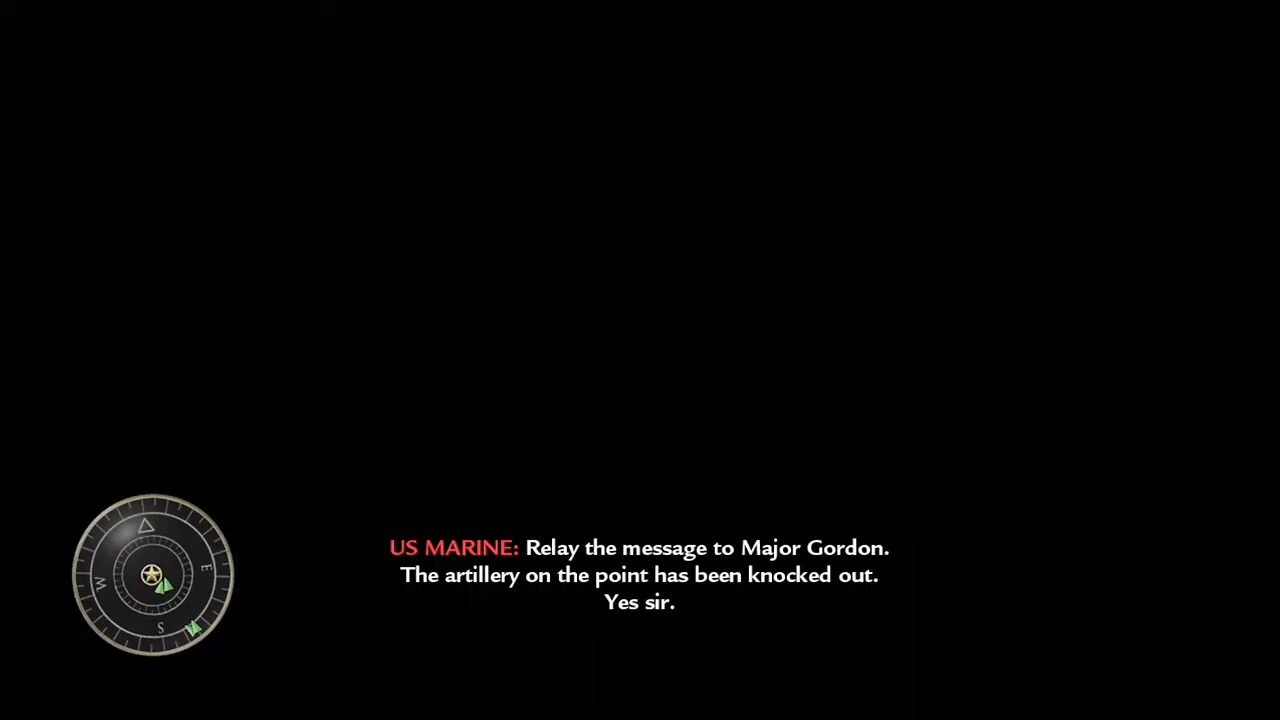 US MARINE: Relay the message to Major Gordon.
The artillery on the point has been knocked out.
Yes sir.
W
E
S